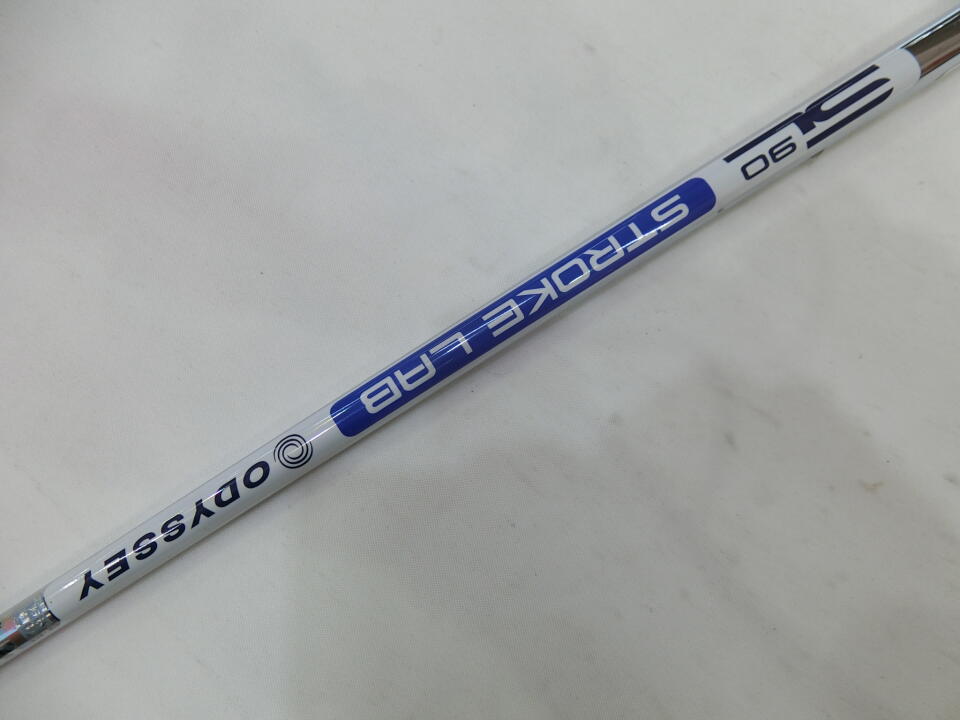 SL
90
STROKE LAB
ODYSSEY